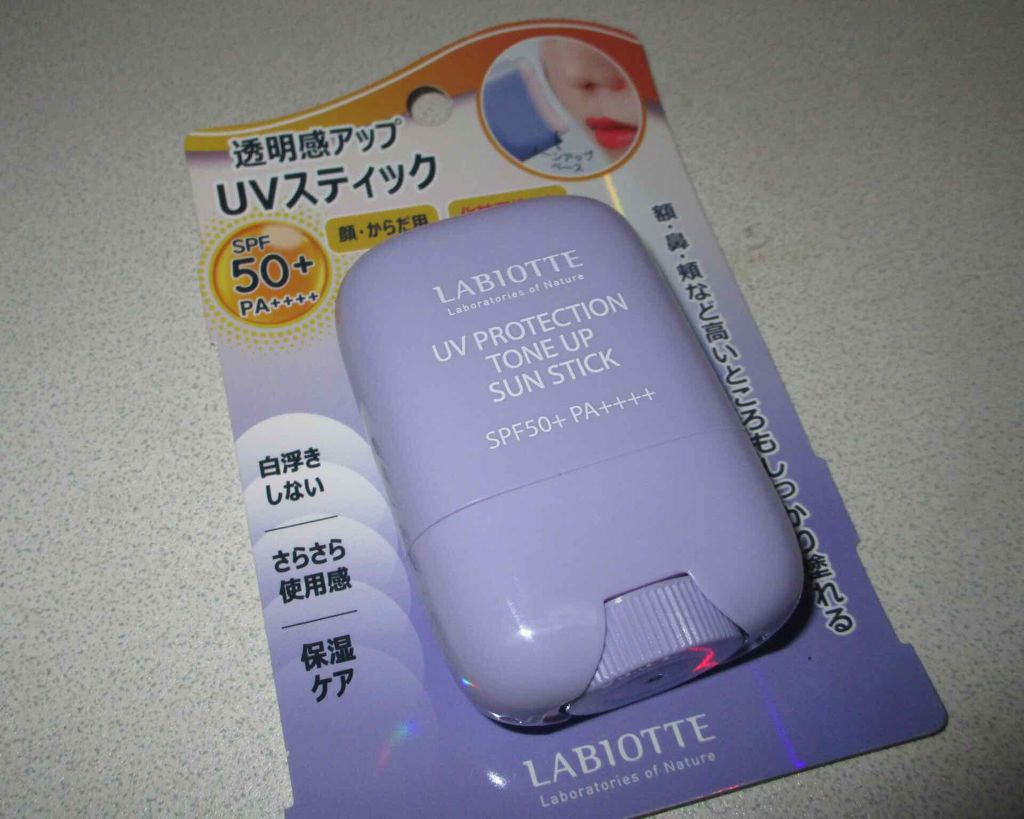 透明感アップ
UVスティック
SPF
50+
PA++++
顔・からだ用
ベース
額・鼻・頬など高いところもしっかり塗れる
LABIOTTE
Laboratories of Nature
UV PROTECTION
TONE UP
SUN STICK
SPF50+ PA++++
白浮き
しない
さらさら
使用感
保湿
ケア
LABIOTTE
Laboratories of Nature